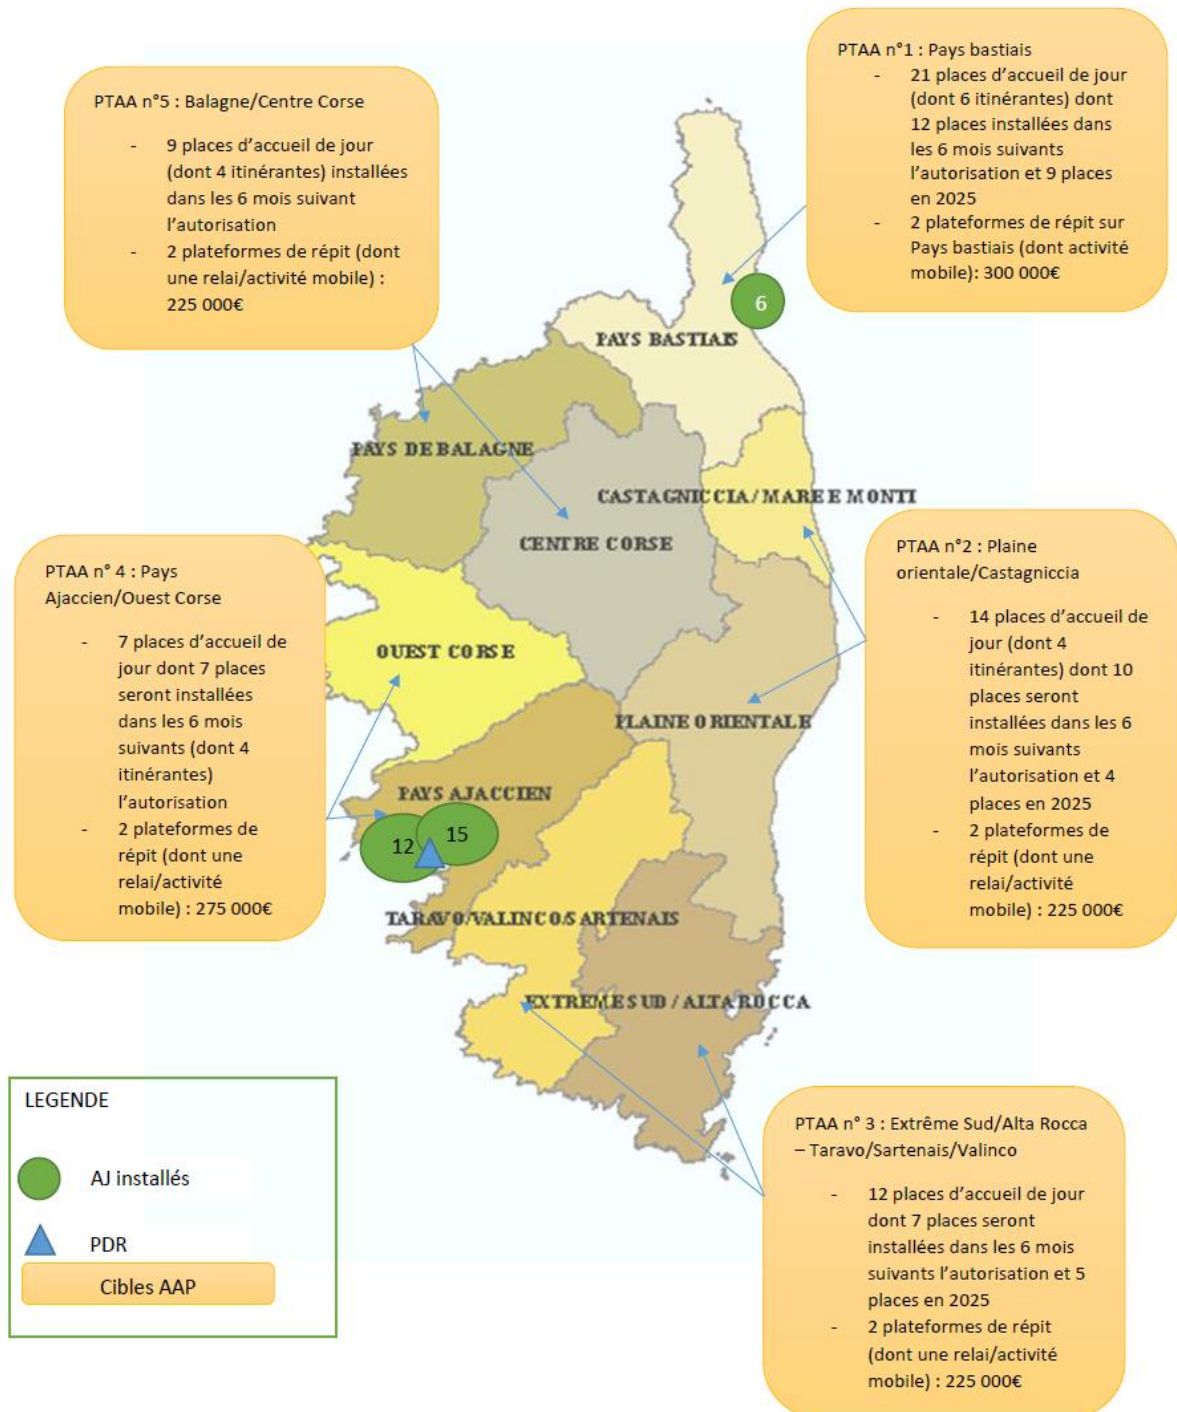 PTAA n°1 : Pays bastiais
- 21 places d’accueil de jour
(dont 6 itinérantes) dont
12 places installées dans
les 6 mois suivants
l’autorisation et 9 places
en 2025
- 2 plateformes de répit sur
Pays bastiais (dont activité
mobile): 300 000€
PTAA n°5 : Balagne/Centre Corse
- 9 places d’accueil de jour
(dont 4 itinérantes) installées
dans les 6 mois suivant
l’autorisation
- 2 plateformes de répit (dont
une relai/activité mobile) :
225 000€
6
PAYS BASTIAIS
PAYS DE BALAGNE
CASTAGNICCIA / MARE E MONTI
CENTRE CORSE
OUEST CORSE
PLAINE ORIENTALE
PAYS AJACCIEN
12
15
TARAVO/VALINCO/SARTENAIS
EXTREME SUD / ALTA ROCCA
PTAA n° 4 : Pays
Ajaccien/Ouest Corse
- 7 places d’accueil de
jour dont 7 places
seront installées
dans les 6 mois
suivants (dont 4
itinérantes)
l’autorisation
- 2 plateformes de
répit (dont une
relai/activité
mobile) : 275 000€
PTAA n°2 : Plaine
orientale/Castagniccia
- 14 places d’accueil de
jour (dont 4
itinérantes) dont 10
places seront
installées dans les 6
mois suivants
l’autorisation et 4
places en 2025
- 2 plateformes de
répit (dont une
relai/activité
mobile) : 225 000€
LEGENDE
AJ installés
PDR
Cibles AAP
PTAA n° 3 : Extrême Sud/Alta Rocca
– Taravo/Sartenais/Valinco
- 12 places d’accueil de jour
dont 7 places seront
installées dans les 6 mois
suivants l’autorisation et 5
places en 2025
- 2 plateformes de répit
(dont une relai/activité
mobile) : 225 000€